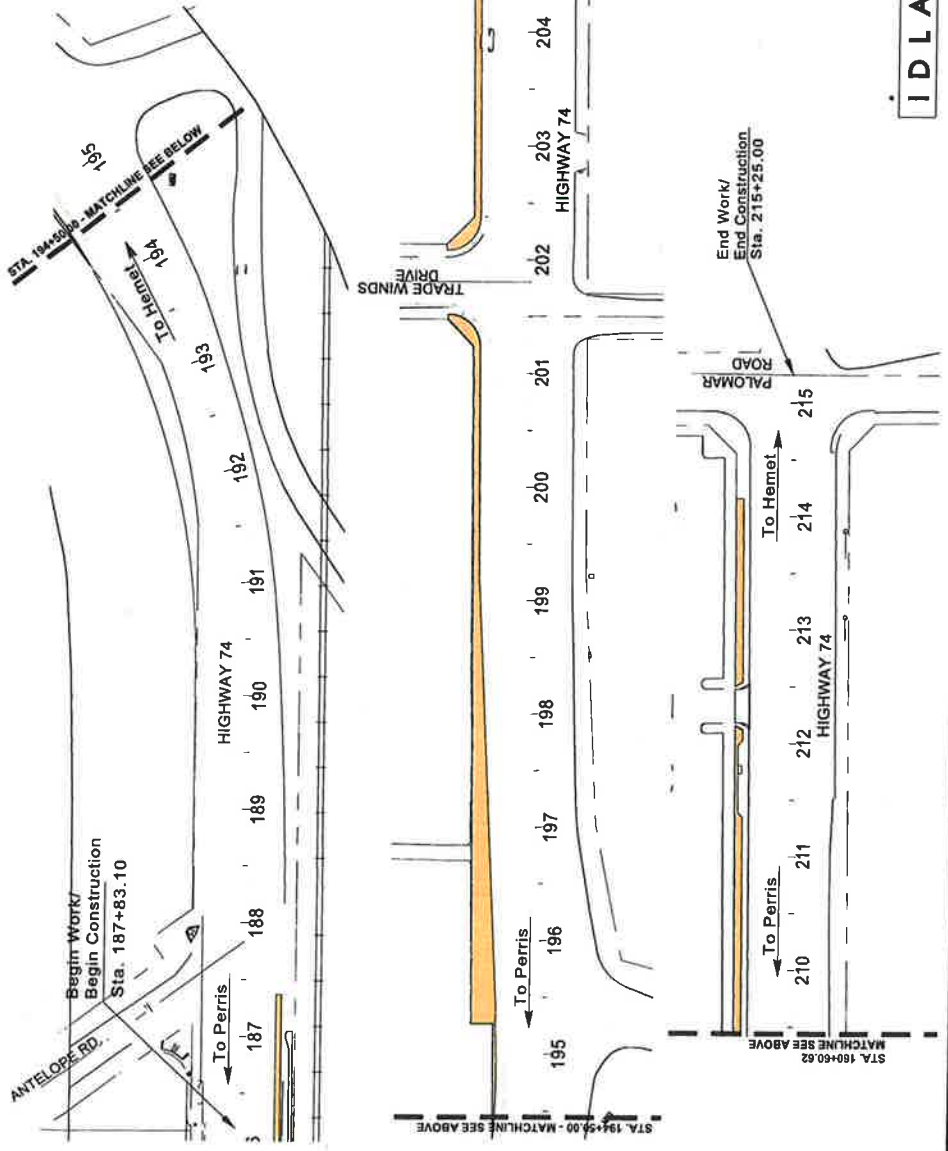 STA. 194+50.00 - MATCHLINE SEE BELOW
195
194
To Hemet
193
192
191
HIGHWAY 74
190
189
188
187
To Perris
Begin Work/
Begin Construction
Sta. 187+83.10
ANTELOPE RD.
204
203
HIGHWAY 74
202
TRADE WINDS
DRIVE
201
200
199
198
197
196
To Perris
195
STA. 194+50.00 - MATCHLINE SEE ABOVE
End Work/
End Construction
Sta. 215+25.00
PALOMAR
ROAD
215
To Hemet
214
213
HIGHWAY 74
212
211
To Perris
210
STA. 160+60.62
MATCHLINE SEE ABOVE
IDLA